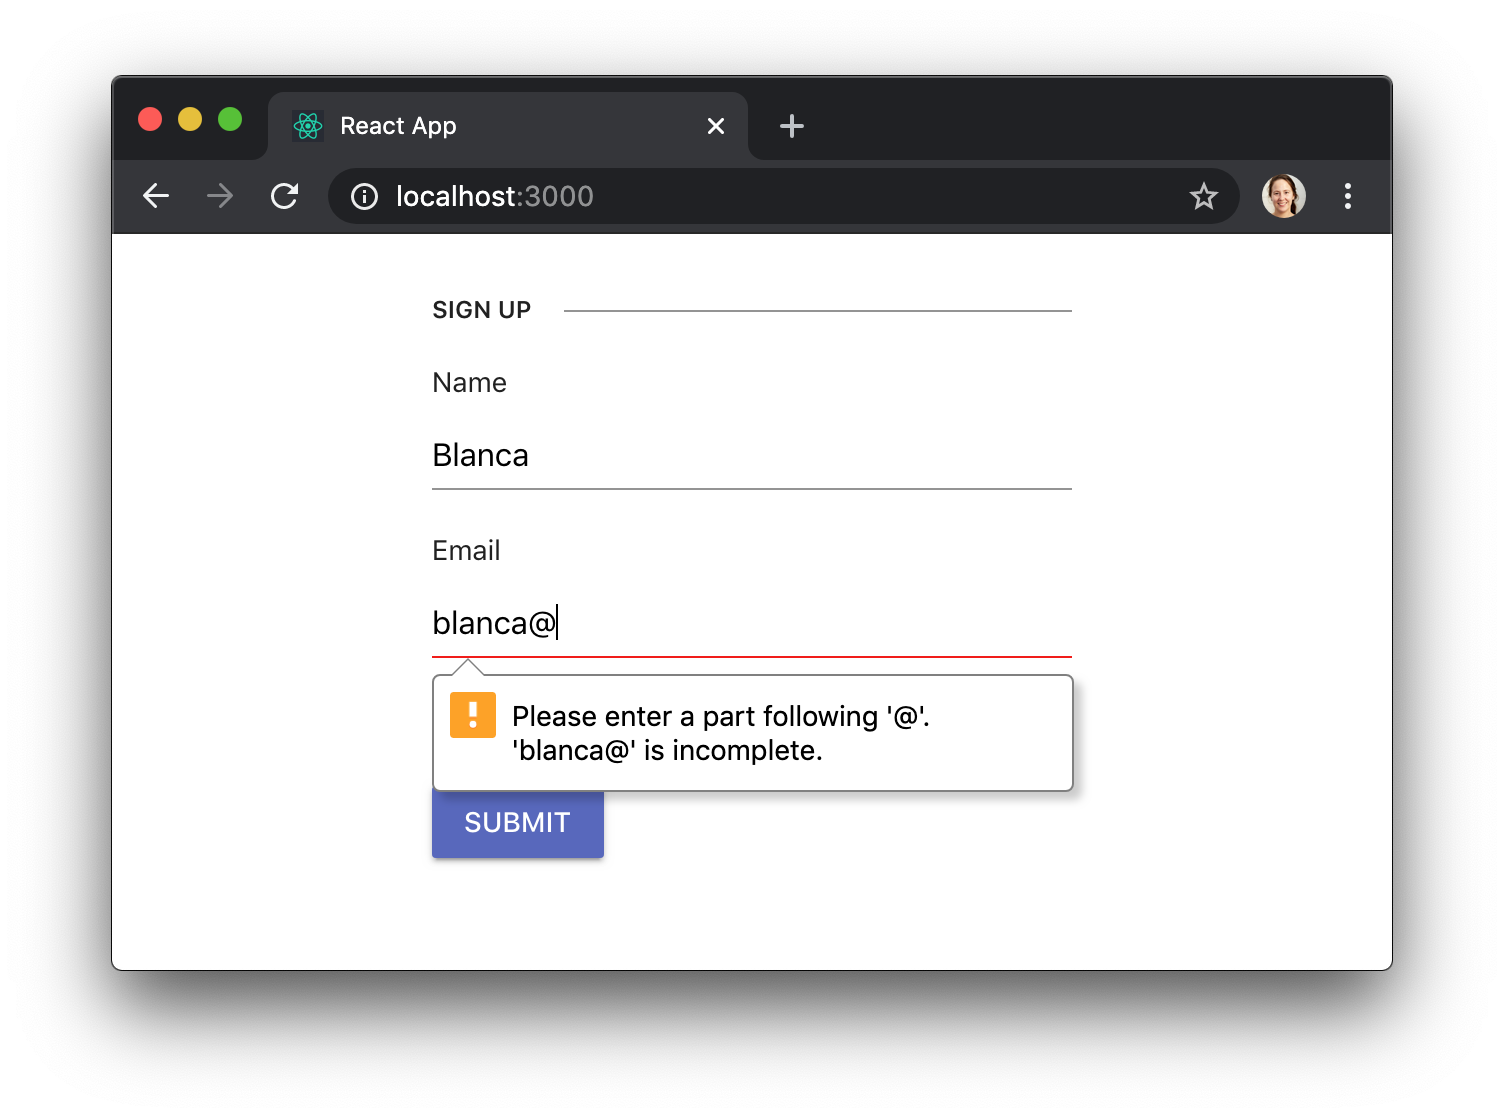 React App
localhost:3000
SIGN UP
Name
Blanca
Email
blanca@
Please enter a part following '@'.
'blanca@' is incomplete.
SUBMIT